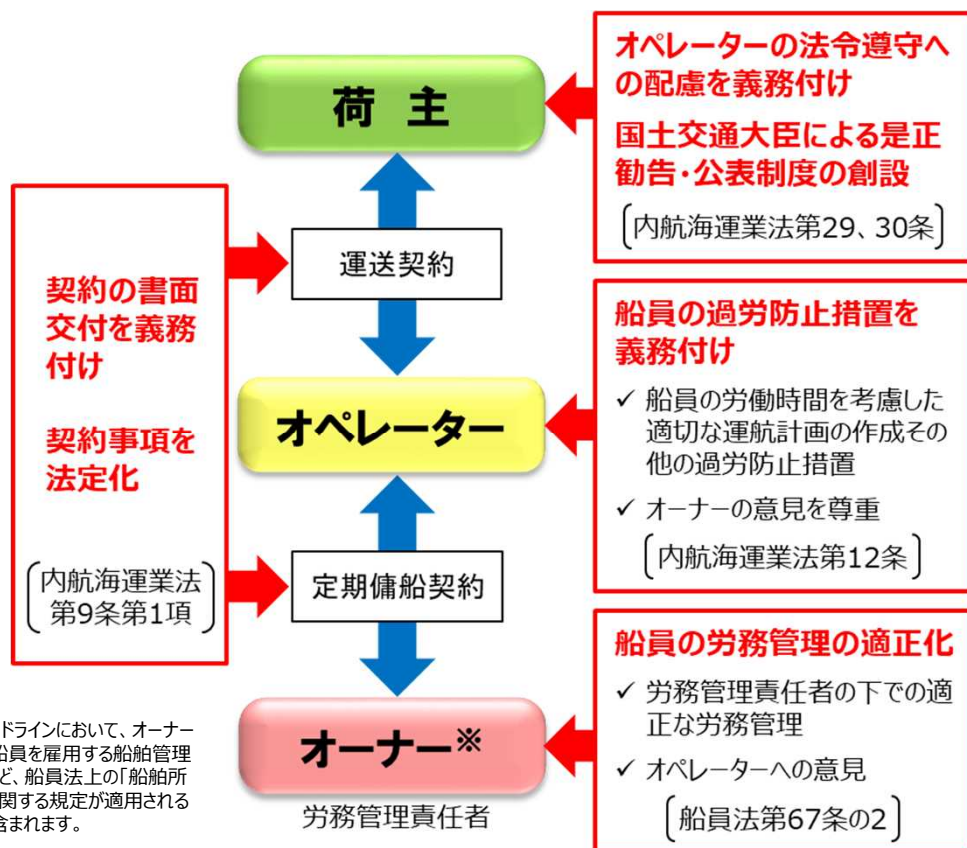 荷 主
オペレーターの法令遵守へ
の配慮を義務付け
国土交通大臣による是正
勧告・公表制度の創設
内航海運業法第29、30条
契約の書面
交付を義務
付け
契約事項を
法定化
内航海運業法
第9条第1項
運送契約
オペレーター
船員の過労防止措置を
義務付け
✓ 船員の労働時間を考慮した
適切な運航計画の作成その
他の過労防止措置
✓ オーナーの意見を尊重
内航海運業法第12条
定期傭船契約
オーナー※
労務管理責任者
船員の労務管理の適正化
✓ 労務管理責任者の下での適
正な労務管理
✓ オペレーターへの意見
船員法第67条の2
ドラインにおいて、オーナー
船員を雇用する船舶管理
ど、船員法上の「船舶所
関する規定が適用される
含まれます。